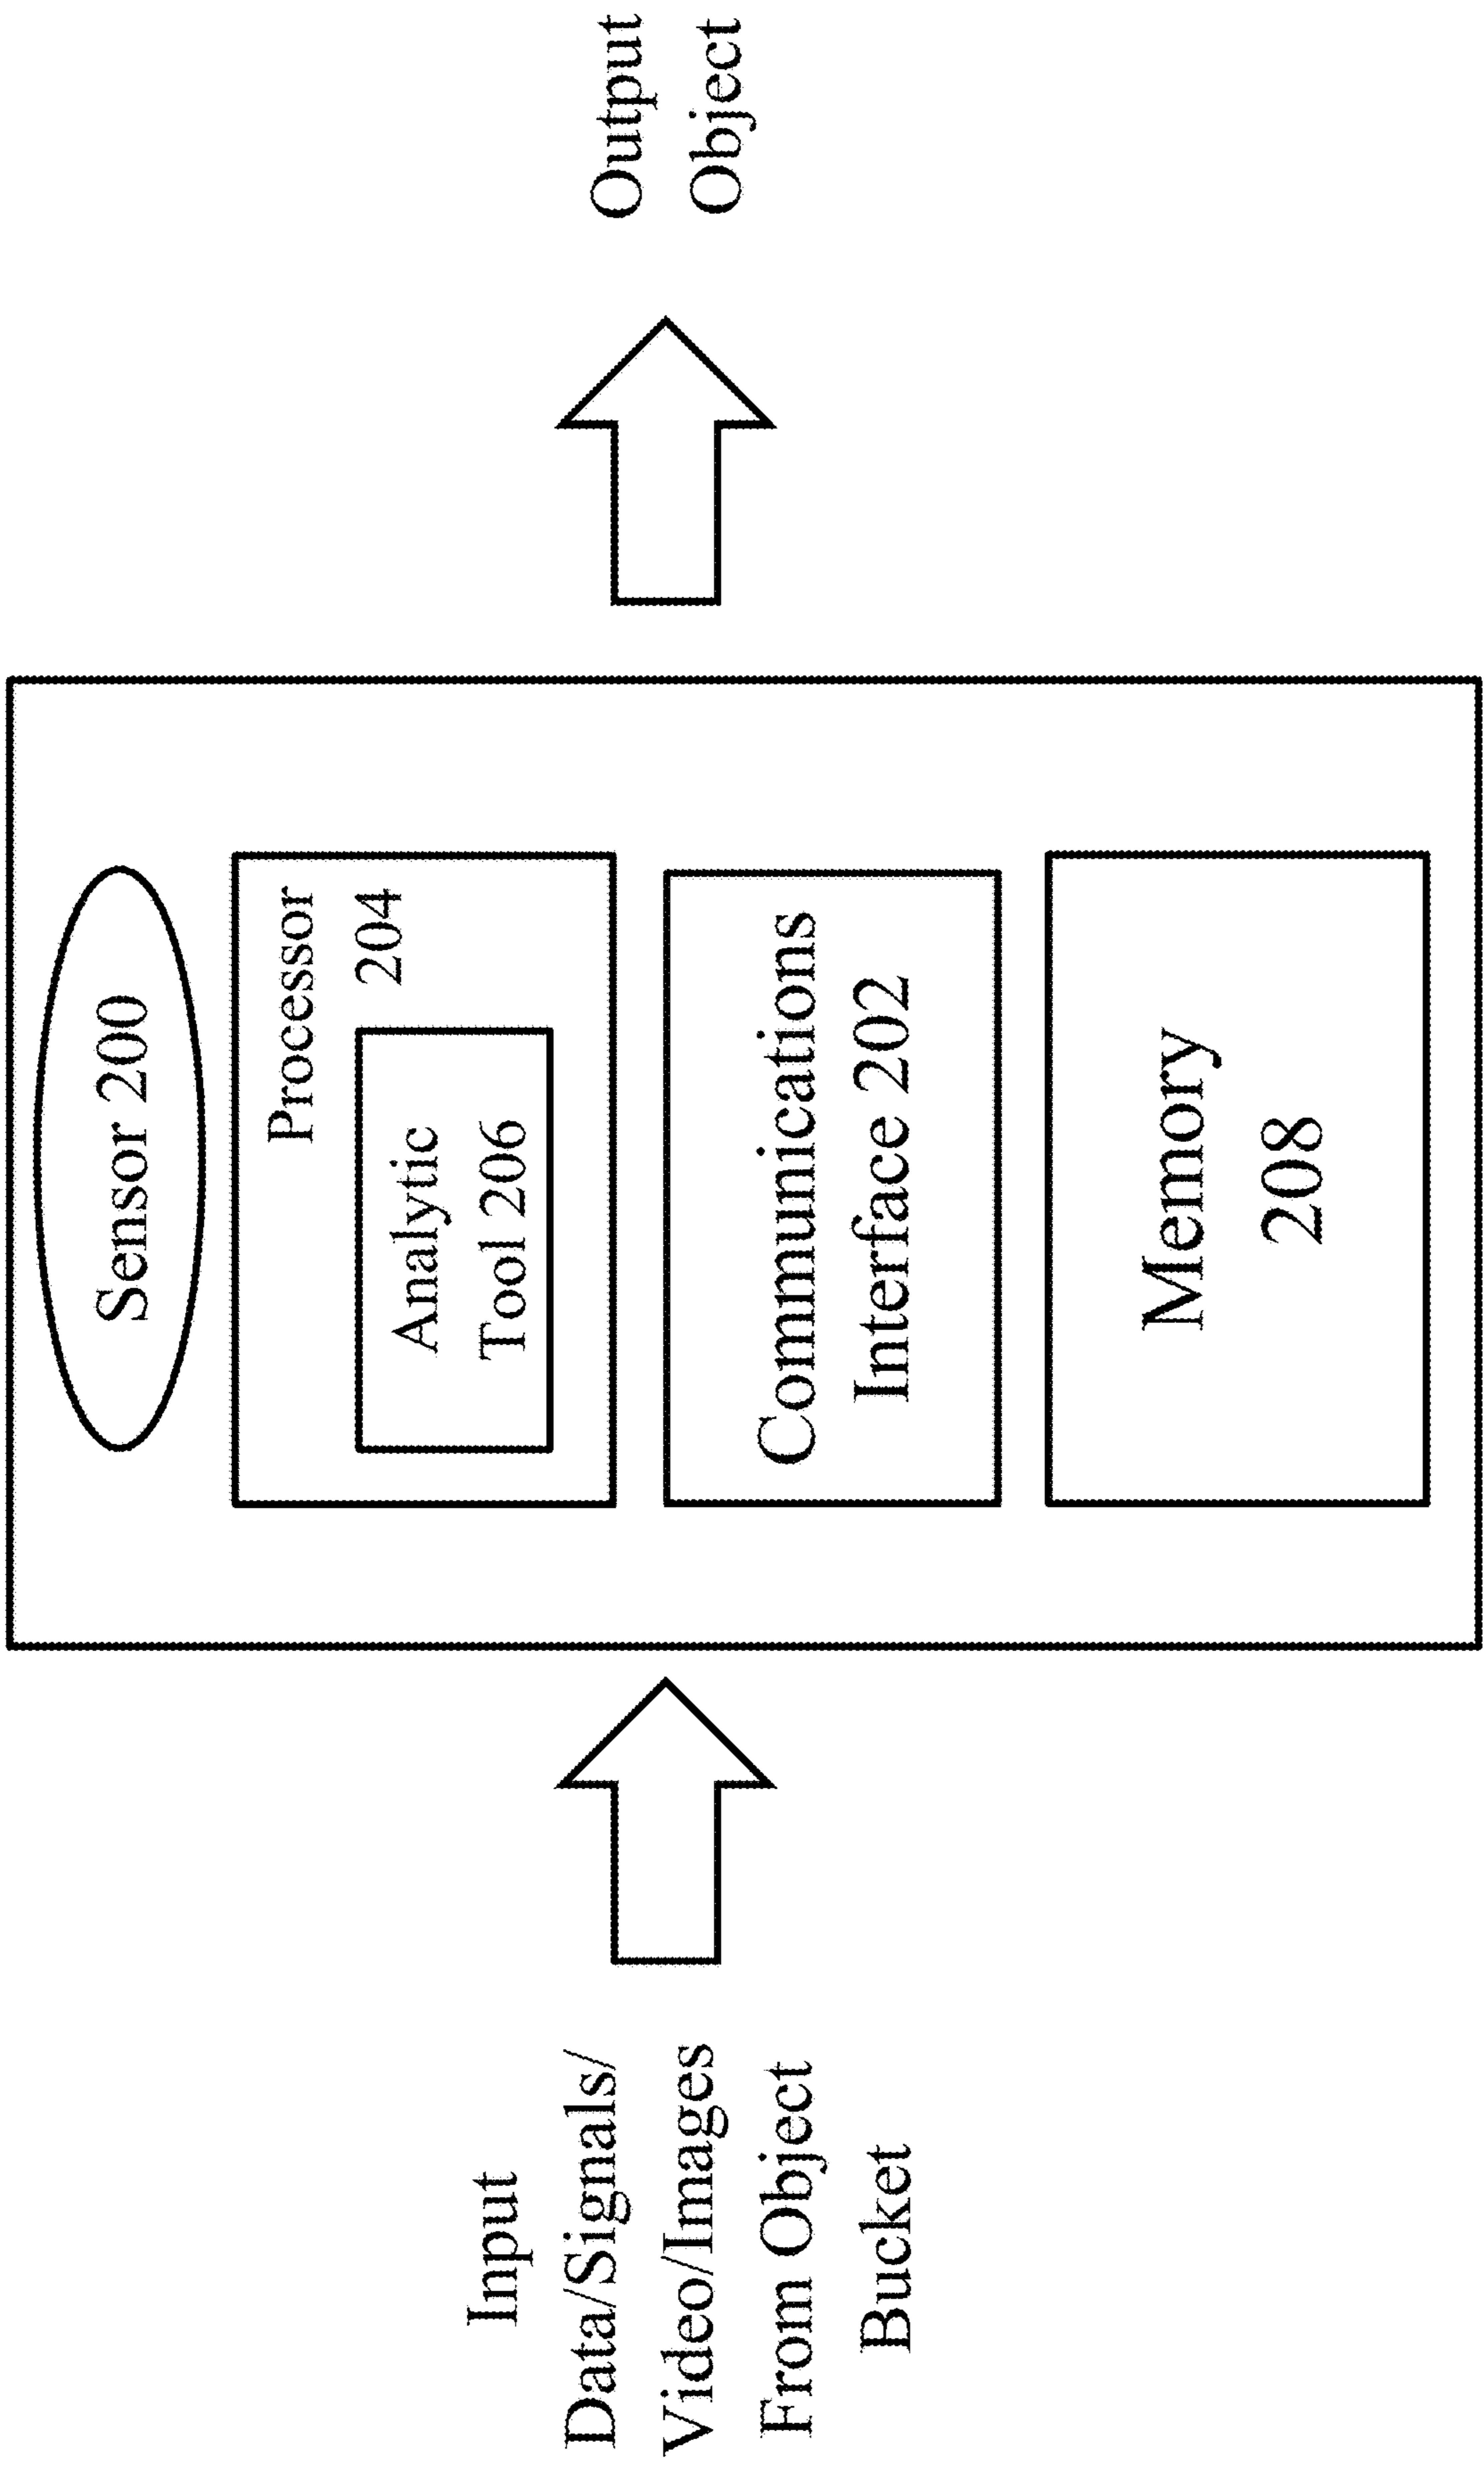 Input
Data/Signals/
Video/Images
From Object
Bucket
Sensor 200
Processor
204
Analytic
Tool 206
Communications
Interface 202
Memory
208
Output
Object